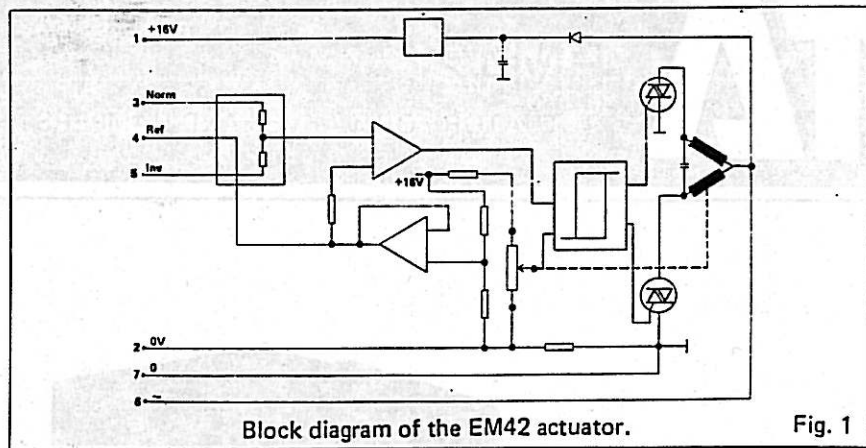 1 +16V
3 Norm
4 Ref
5 Inv
+16V
2 0V
7 0
6 ~
Block diagram of the EM42 actuator. Fig. 1